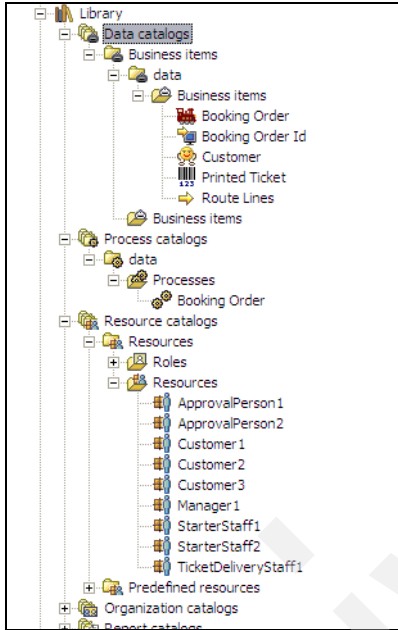 Library
Data catalogs
Business items
data
Business items
Booking Order
Booking Order Id
Customer
Printed Ticket
Route Lines
Business items
Process catalogs
data
Processes
Booking Order
Resource catalogs
Resources
Roles
Resources
ApprovalPerson1
ApprovalPerson2
Customer1
Customer2
Customer3
Manager1
StarterStaff1
StarterStaff2
TicketDeliveryStaff1
Predefined resources
Organization catalogs
Report catalogs